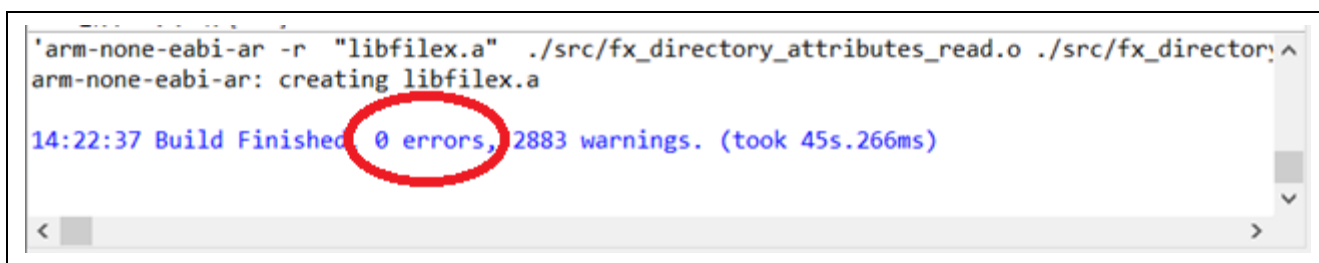 'arm-none-eabi-ar -r  "libfilex.a"  ./src/fx_directory_attributes_read.o ./src/fx_directory
arm-none-eabi-ar: creating libfilex.a
14:22:37 Build Finished. 0 errors, 2883 warnings. (took 45s.266ms)